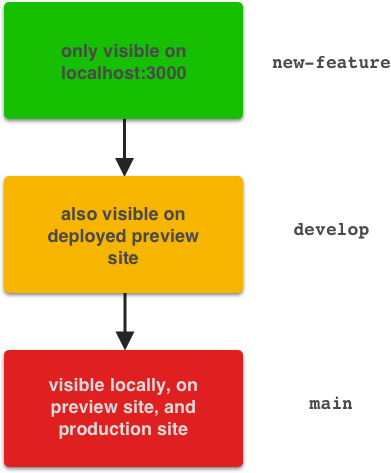 only visible on
localhost:3000
new-feature
also visible on
deployed preview
site
develop
visible locally, on
preview site, and
production site
main